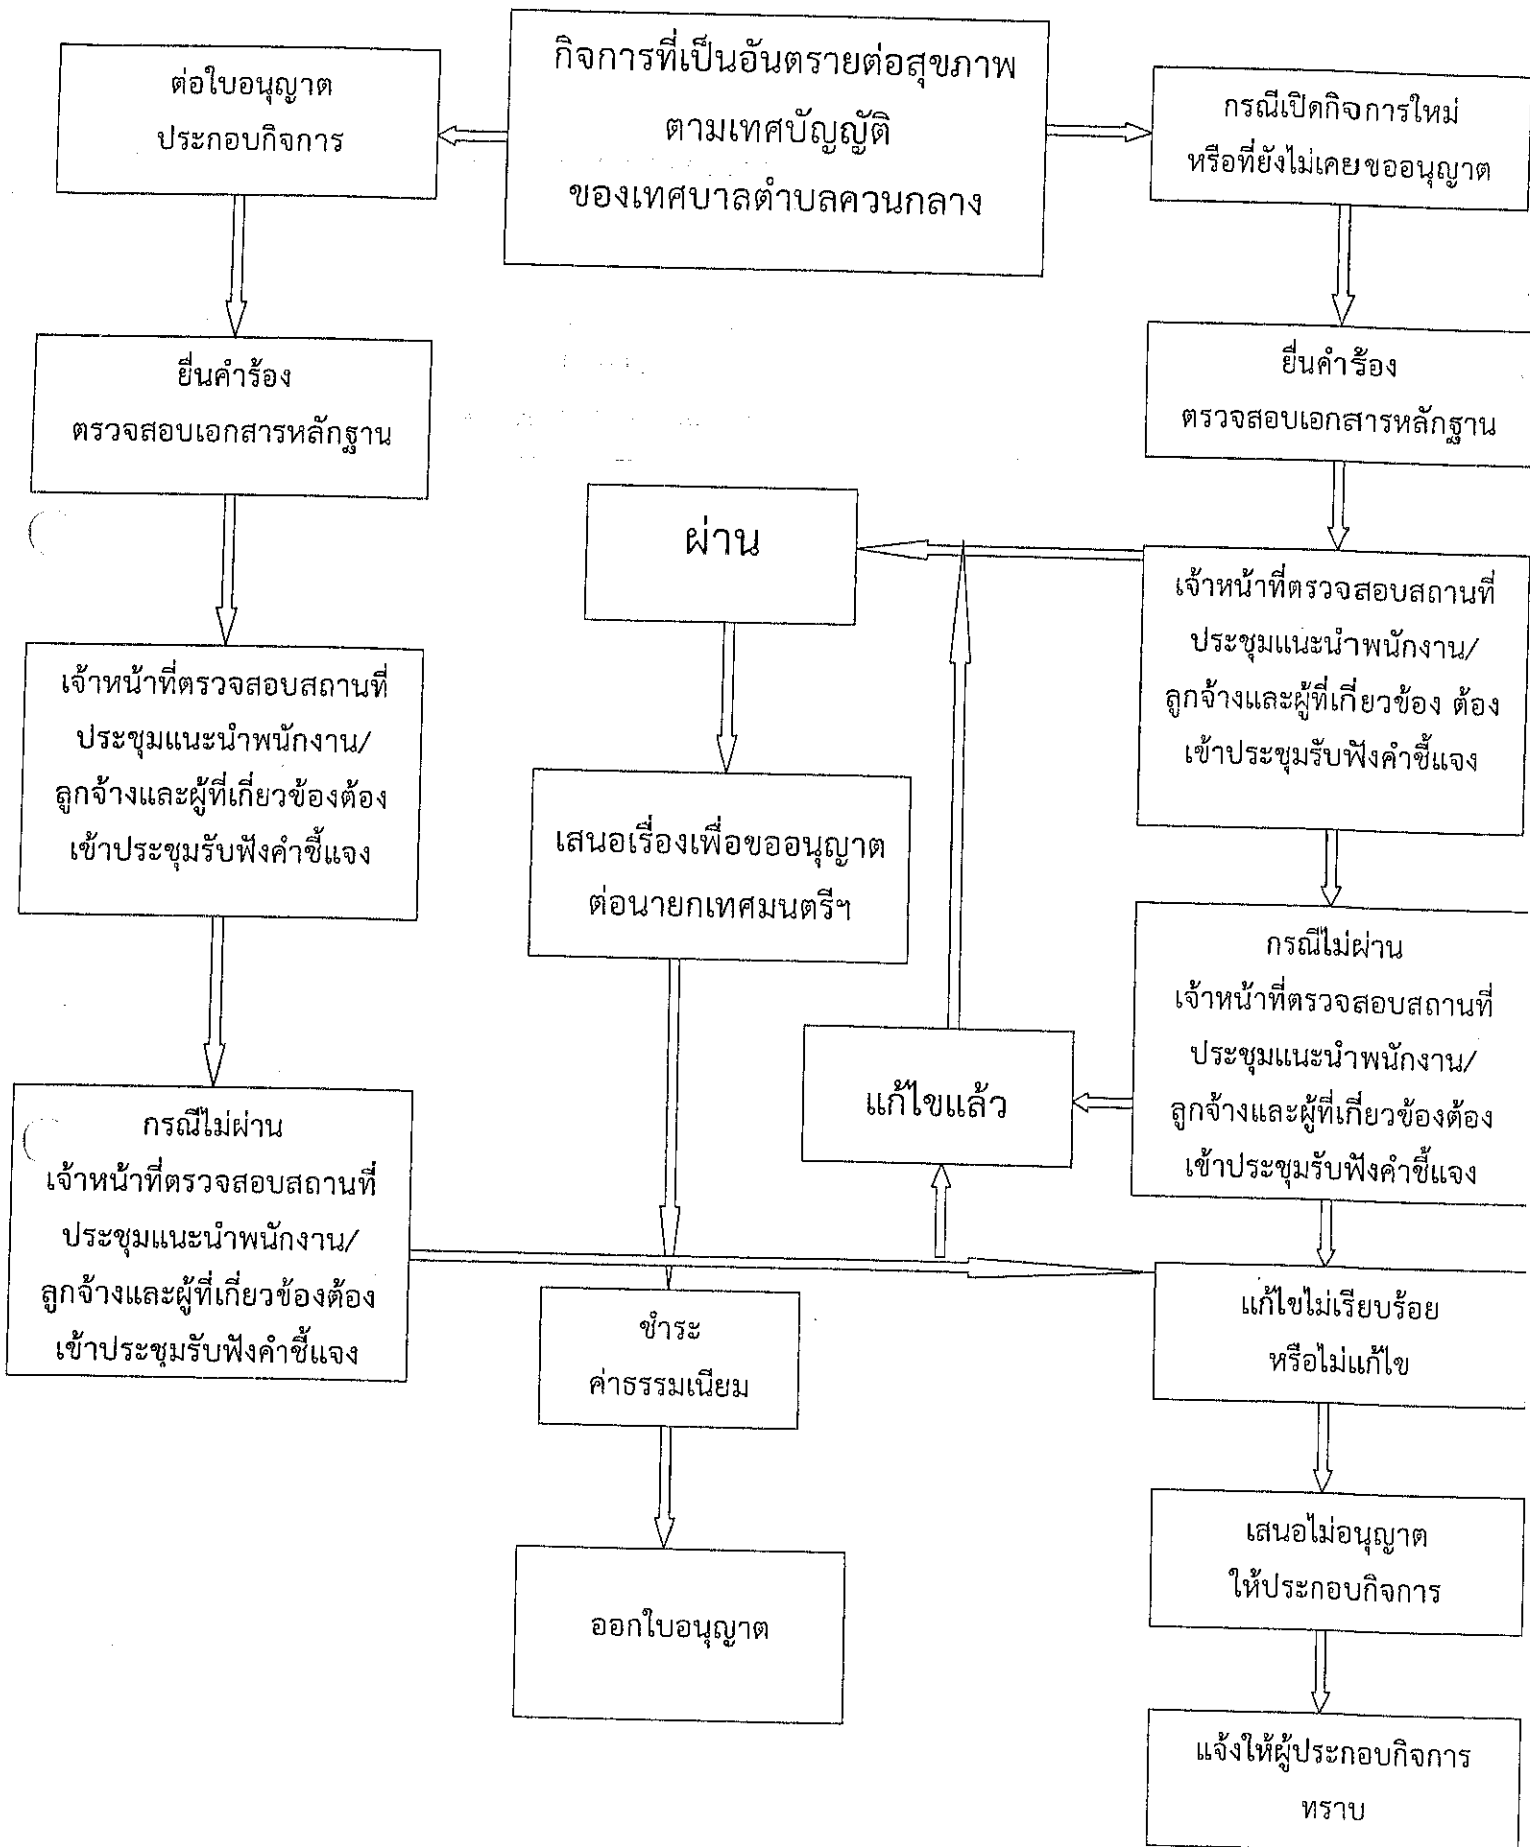 กิจการที่เป็นอันตรายต่อสุขภาพ
ตามเทศบัญญัติ
ของเทศบาลตำบลควนกลาง
ต่อใบอนุญาต
ประกอบกิจการ
กรณีเปิดกิจการใหม่
หรือที่ยังไม่เคยขออนุญาต
ยื่นคำร้อง
ตรวจสอบเอกสารหลักฐาน
ยื่นคำร้อง
ตรวจสอบเอกสารหลักฐาน
ผ่าน
เจ้าหน้าที่ตรวจสอบสถานที่
ประชุมแนะนำพนักงาน/
ลูกจ้างและผู้ที่เกี่ยวข้อง ต้อง
เข้าประชุมรับฟังคำชี้แจง
เจ้าหน้าที่ตรวจสอบสถานที่
ประชุมแนะนำพนักงาน/
ลูกจ้างและผู้ที่เกี่ยวข้องต้อง
เข้าประชุมรับฟังคำชี้แจง
เสนอเรื่องเพื่อขออนุญาต
ต่อนายกเทศมนตรีฯ
กรณีไม่ผ่าน
เจ้าหน้าที่ตรวจสอบสถานที่
ประชุมแนะนำพนักงาน/
ลูกจ้างและผู้ที่เกี่ยวข้องต้อง
เข้าประชุมรับฟังคำชี้แจง
แก้ไขแล้ว
กรณีไม่ผ่าน
เจ้าหน้าที่ตรวจสอบสถานที่
ประชุมแนะนำพนักงาน/
ลูกจ้างและผู้ที่เกี่ยวข้องต้อง
เข้าประชุมรับฟังคำชี้แจง
ชำระ
ค่าธรรมเนียม
แก้ไขไม่เรียบร้อย
หรือไม่แก้ไข
ออกใบอนุญาต
เสนอไม่อนุญาต
ให้ประกอบกิจการ
แจ้งให้ผู้ประกอบกิจการ
ทราบ